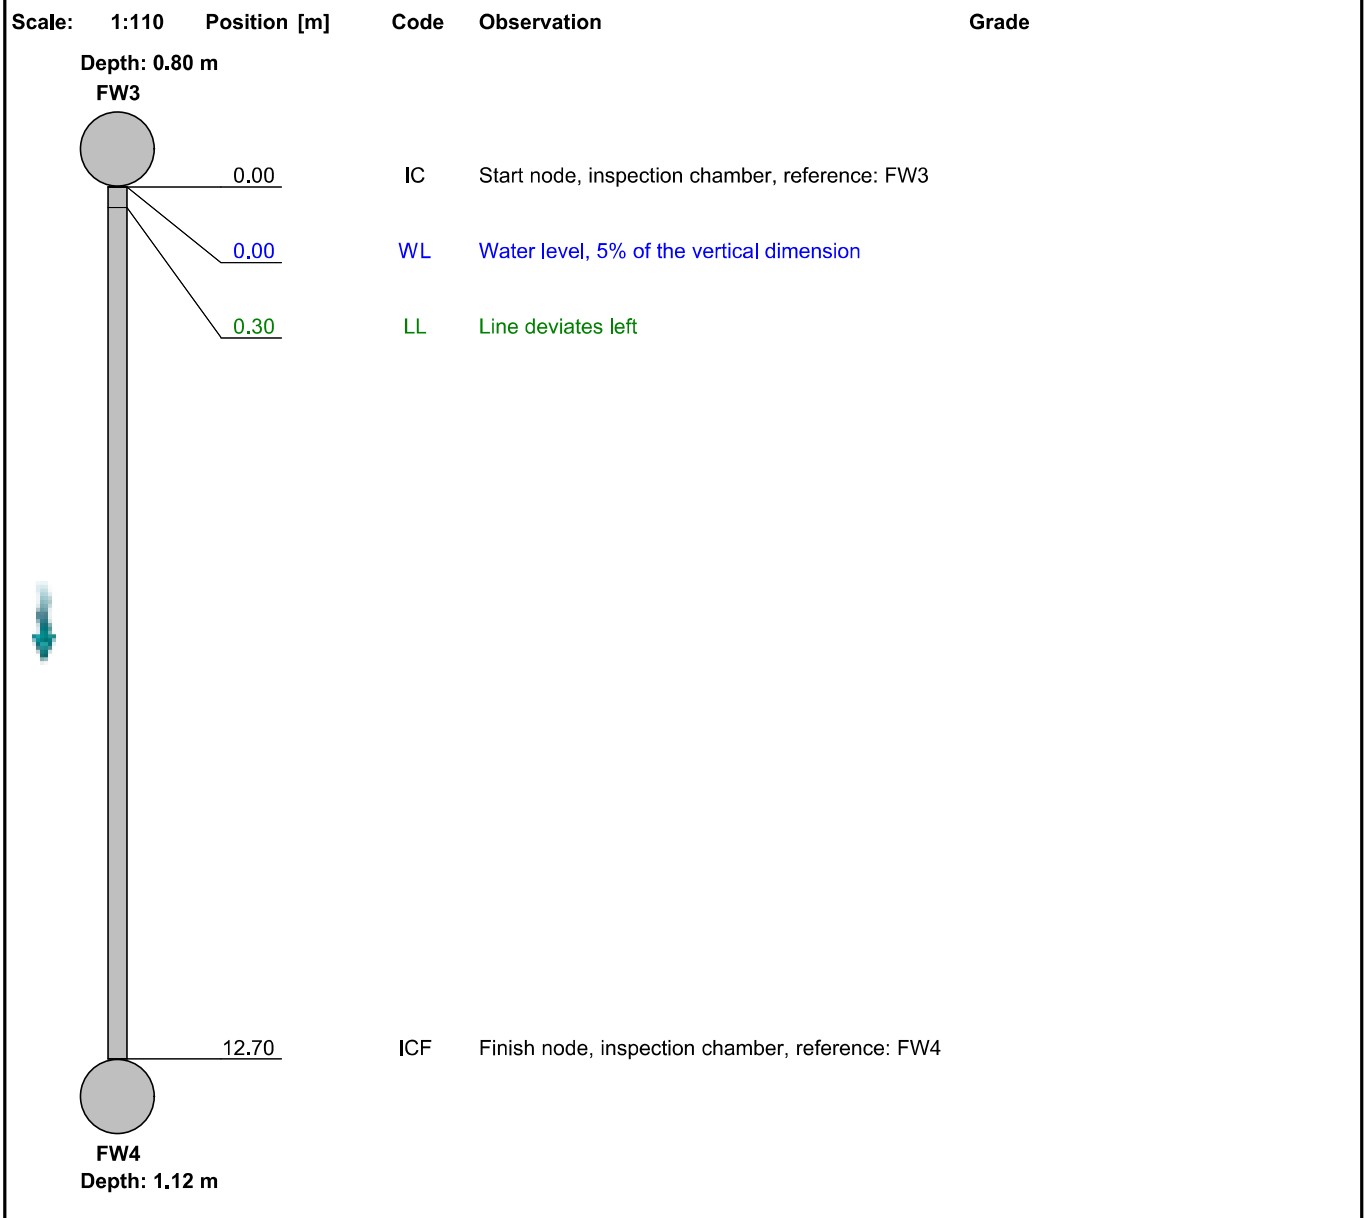 Scale: 1:110 Position [m] Code Observation Grade
Depth: 0.80 m
FW3
0.00 IC Start node, inspection chamber, reference: FW3
0.00 WL Water level, 5% of the vertical dimension
0.30 LL Line deviates left
12.70 ICF Finish node, inspection chamber, reference: FW4
FW4
Depth: 1.12 m